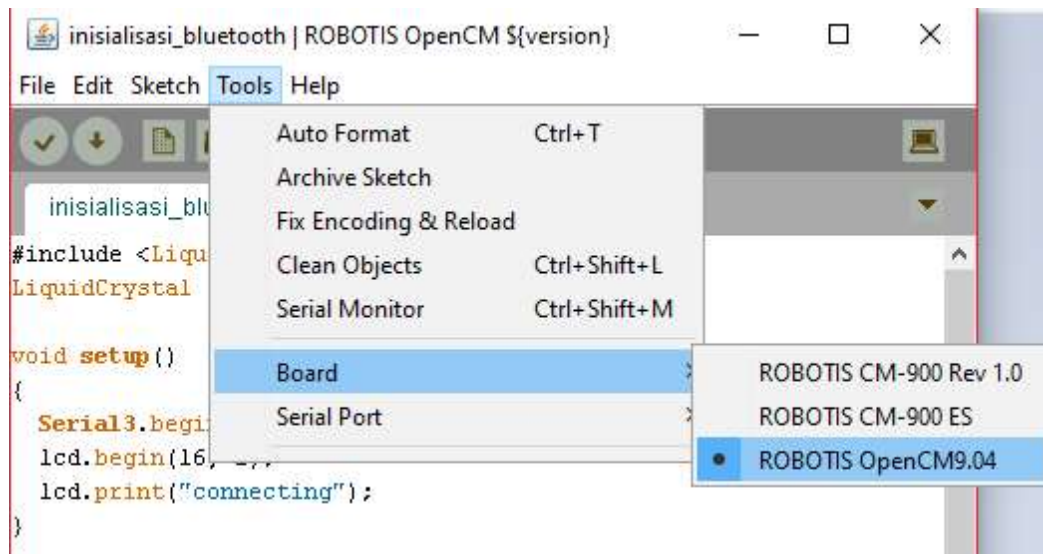 inisialisasi_bluetooth | ROBOTIS OpenCM ${version}
File Edit Sketch Tools Help
Auto Format Ctrl+T
Archive Sketch
Fix Encoding & Reload
Clean Objects Ctrl+Shift+L
Serial Monitor Ctrl+Shift+M
Board
Serial Port
ROBOTIS CM-900 Rev 1.0
ROBOTIS CM-900 ES
ROBOTIS OpenCM9.04
inisialisasi_blu
#include <Liqu
LiquidCrystal
void setup()
{
Serial3.begi
lcd.begin(16,
lcd.print("connecting");
}